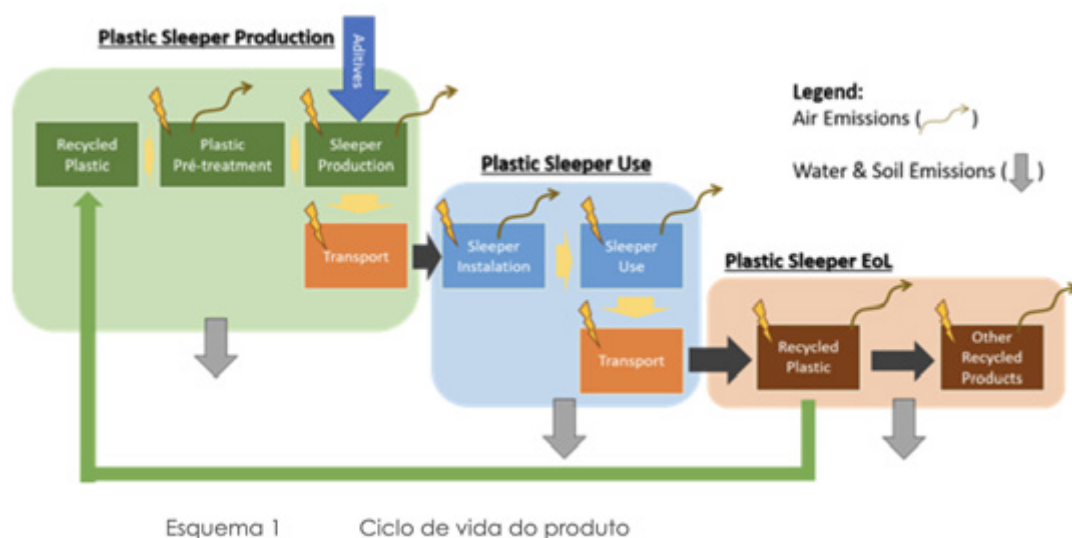 Plastic Sleeper Production
Aditives
Recycled
Plastic
Plastic
Pré-treatment
Sleeper
Production
Transport
Plastic Sleeper Use
Sleeper
Instalation
Sleeper
Use
Transport
Legend:
Air Emissions ( )
Water & Soil Emissions ( )
Plastic Sleeper EoL
Recycled
Plastic
Other
Recycled
Products
Esquema 1 Ciclo de vida do produto